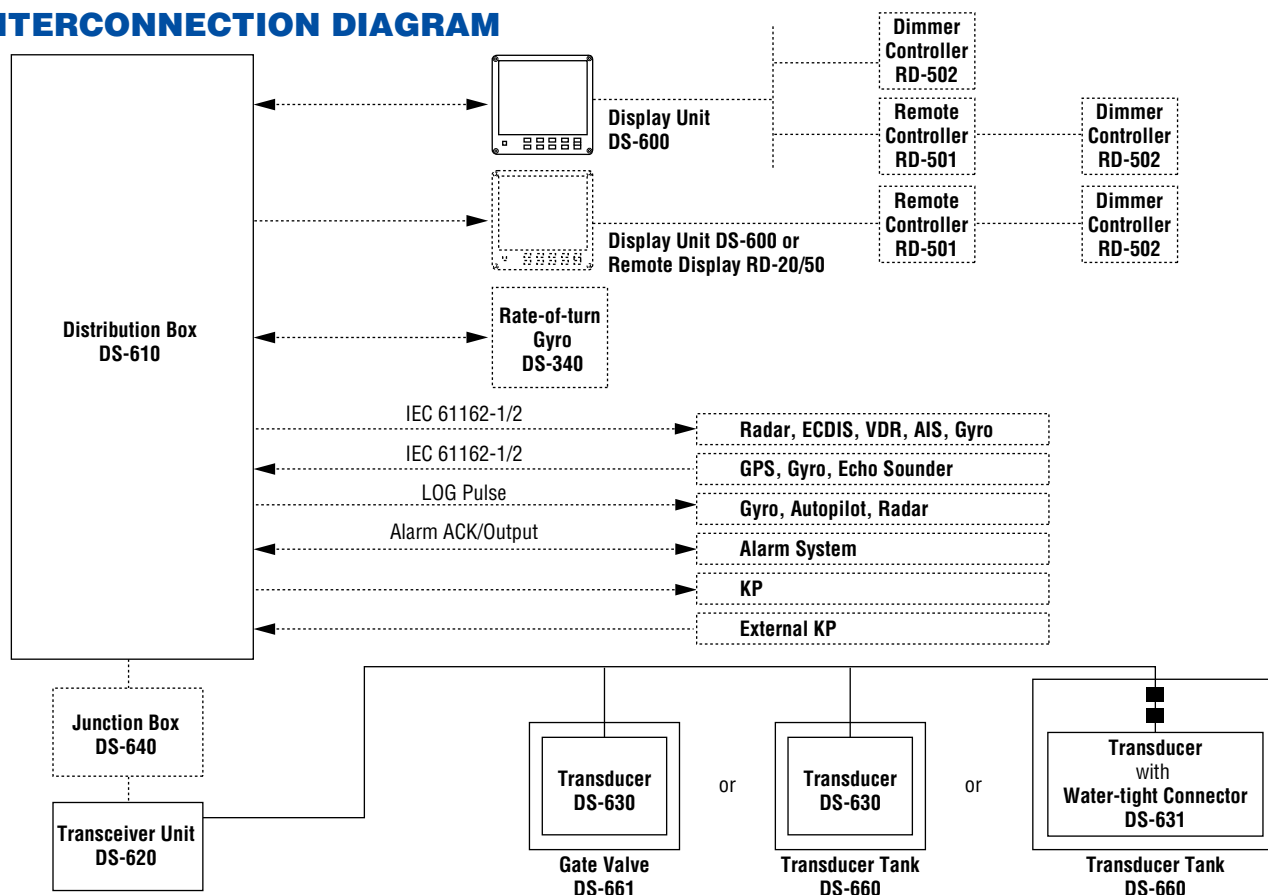 NTERCONNECTION DIAGRAM
Distribution Box
DS-610
Display Unit
DS-600
Dimmer
Controller
RD-502
Remote
Controller
RD-501
Dimmer
Controller
RD-502
Display Unit DS-600 or
Remote Display RD-20/50
Remote
Controller
RD-501
Dimmer
Controller
RD-502
Rate-of-turn
Gyro
DS-340
IEC 61162-1/2
Radar, ECDIS, VDR, AIS, Gyro
IEC 61162-1/2
GPS, Gyro, Echo Sounder
LOG Pulse
Gyro, Autopilot, Radar
Alarm ACK/Output
Alarm System
KP
External KP
Junction Box
DS-640
Transceiver Unit
DS-620
Transducer
DS-630
Gate Valve
DS-661
or
Transducer
DS-630
Transducer Tank
DS-660
or
Transducer
with
Water-tight Connector
DS-631
Transducer Tank
DS-660